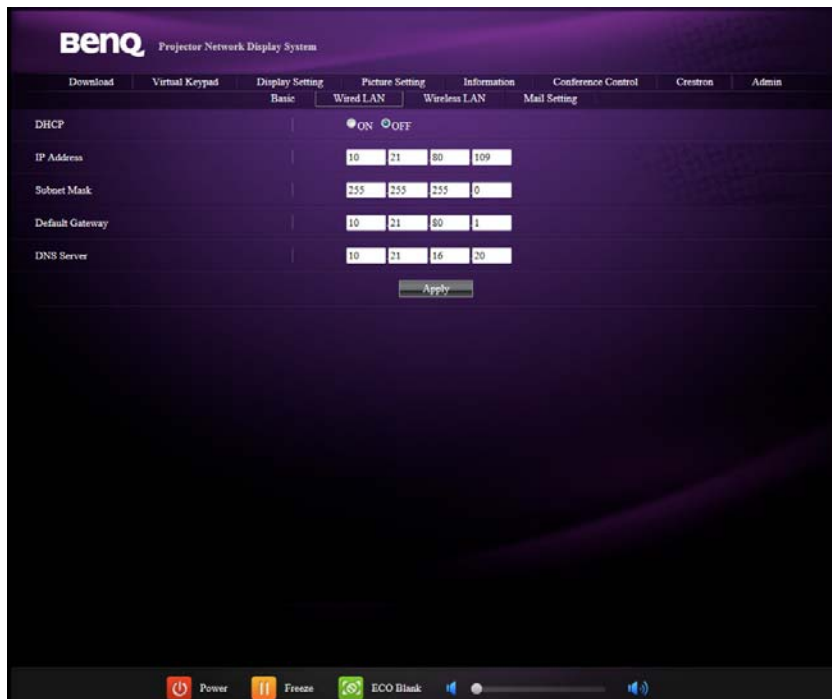 BenQ Projector Network Display System
Download Virtual Keypad Display Setting Picture Setting Information Conference Control Crestron Admin
Basic Wired LAN Wireless LAN Mail Setting
DHCP ON OFF
IP Address 10 .21 .80 .109
Subnet Mask 255 .255 .255 .0
Default Gateway 10 .21 .80 .1
DNS Server 10 .21 .16 .20
Apply
Power Freeze ECO Blank